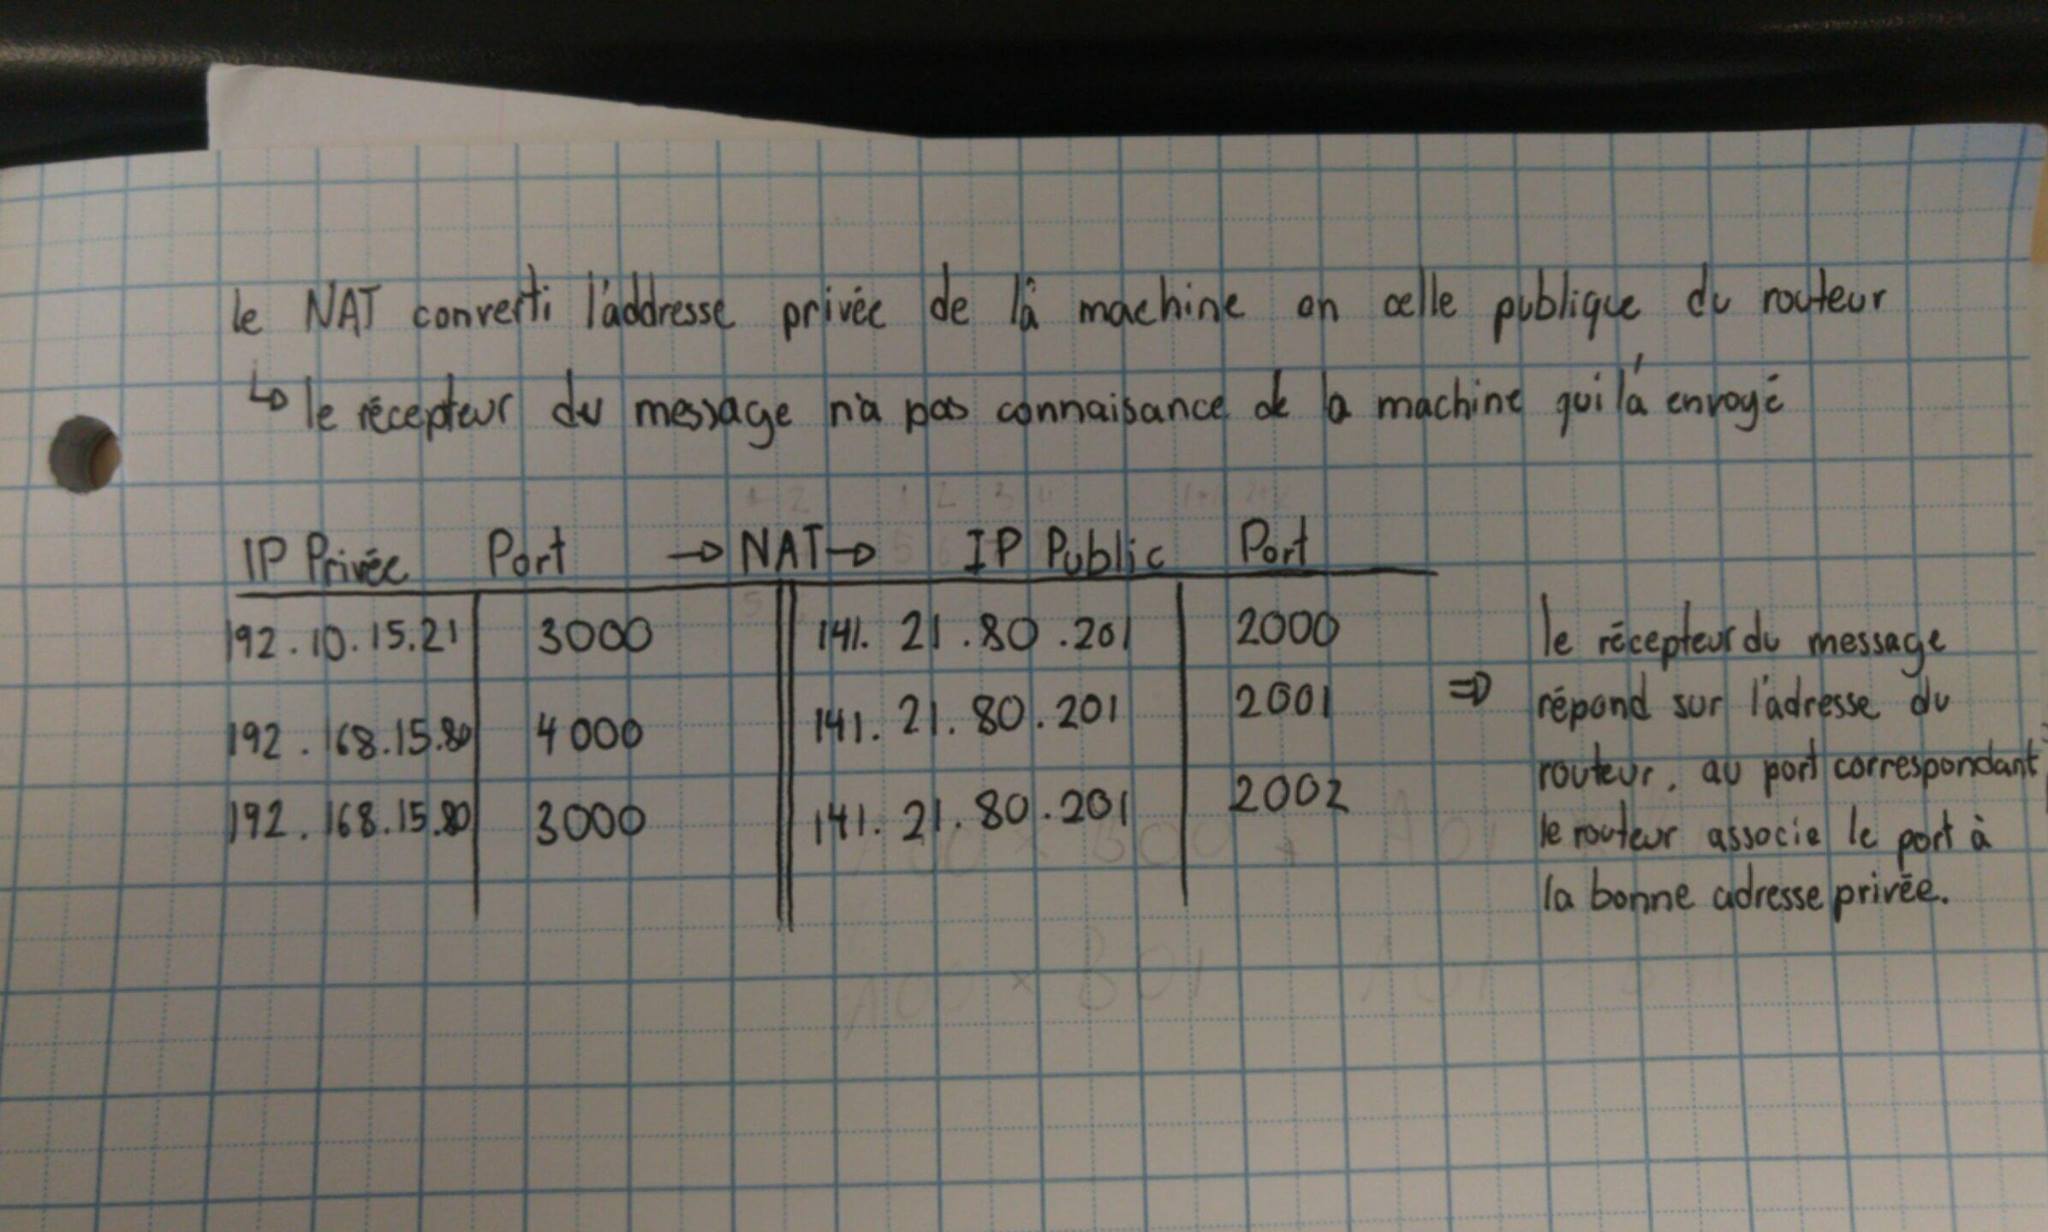 le NAT converti l'addresse privée de là machine en celle publique du routeur
↳ le récepteur du message n'a pas connaisance de la machine qui l'á envoyé
IP Privée Port → NAT → IP Public Port
192.10.15.21 3000 141.21.80.201 2000
192.168.15.80 4000 141.21.80.201 2001
192.168.15.80 3000 141.21.80.201 2002
⇒ le récepteur du message
répond sur l'adresse du
routeur, au port correspondant,
le routeur associe le port à
la bonne adresse privée.